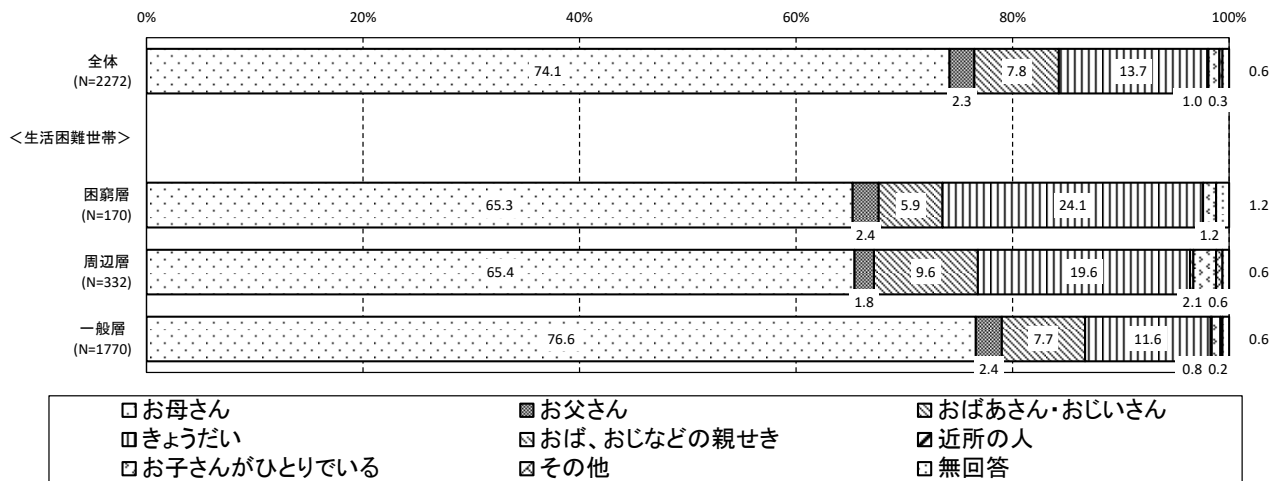 0% 20% 40% 60% 80% 100%
全体
(N=2272)
74.1 7.8 13.7 0.6
2.3 1.0 0.3
＜生活困難世帯＞
困窮層
(N=170)
65.3 5.9 24.1 1.2
2.4 1.2
周辺層
(N=332)
65.4 9.6 19.6 0.6
1.8 2.1 0.6
一般層
(N=1770)
76.6 7.7 11.6 0.6
2.4 0.8 0.2
お母さん お父さん おばあさん・おじいさん
きょうだい おば、おじなどの親せき 近所の人
お子さんがひとりでいる その他 無回答